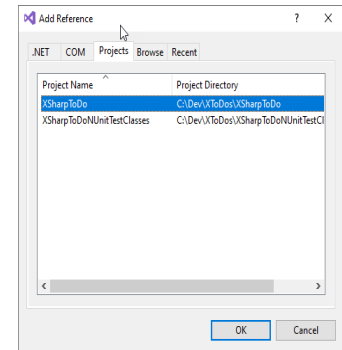 Add Reference ? X
.NET COM Projects Browse Recent
Project Name Project Directory
XSharpToDo C:\Dev\XToDos\XSharpToDo
XSharpToDoNUnitTestClasses C:\Dev\XToDos\XSharpToDoNUnitTestCl
OK Cancel